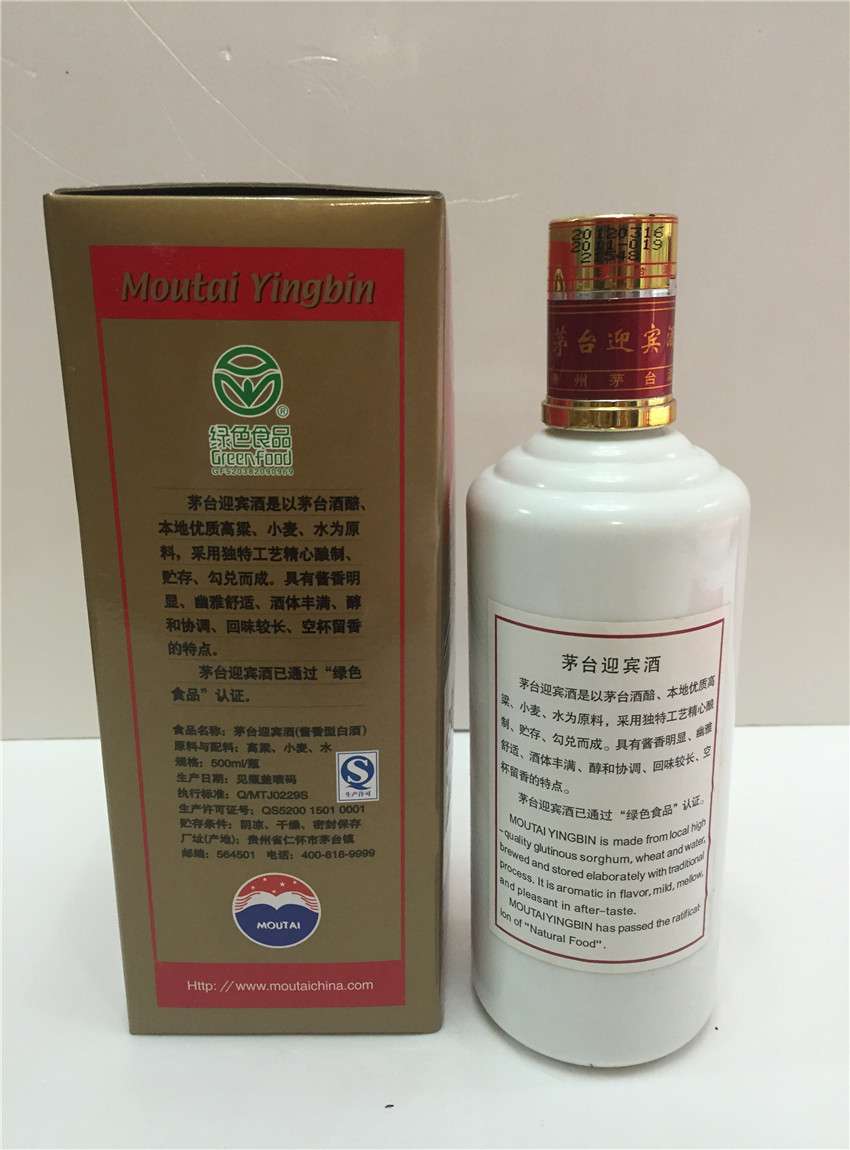 Moutai Yingbin
绿色食品
Green Food
GF520382090969
茅台迎宾酒是以茅台酒醅、
本地优质高粱、小麦、水为原
料，采用独特工艺精心酿制、
贮存、勾兑而成。具有酱香明
显、幽雅舒适、酒体丰满、醇
和协调、回味较长、空杯留香
的特点。
茅台迎宾酒已通过“绿色
食品”认证。
食品名称：茅台迎宾酒(酱香型白酒)
原料与配料：高粱、小麦、水
规格：500ml/瓶
生产日期：见瓶盖喷码
执行标准：Q/MTJ0229S
生产许可证号：QS5200 1501 0001
贮存条件：阴凉、干燥、密封保存
厂址(产地)：贵州省仁怀市茅台镇
邮编：564501 电话：400-818-9999
生产许可
MOUTAI
Http: // www.moutaichina.com
20120316
2011-019
21548
茅台迎宾酒
州茅台
茅台迎宾酒
茅台迎宾酒是以茅台酒醅、本地优质高
粱、小麦、水为原料，采用独特工艺精心酿
制、贮存、勾兑而成。具有酱香明显、幽雅
舒适、酒体丰满、醇和协调、回味较长、空
杯留香的特点。
茅台迎宾酒已通过“绿色食品”认证。
MOUTAI YINGBIN is made from local high
-quality glutinous sorghum, wheat and water,
brewed and stored elaborately with traditional
process. It is aromatic in flavor, mild, mellow,
and pleasant in after-taste.
MOUTAI YINGBIN has passed the ratificat
ion of "Natural Food".